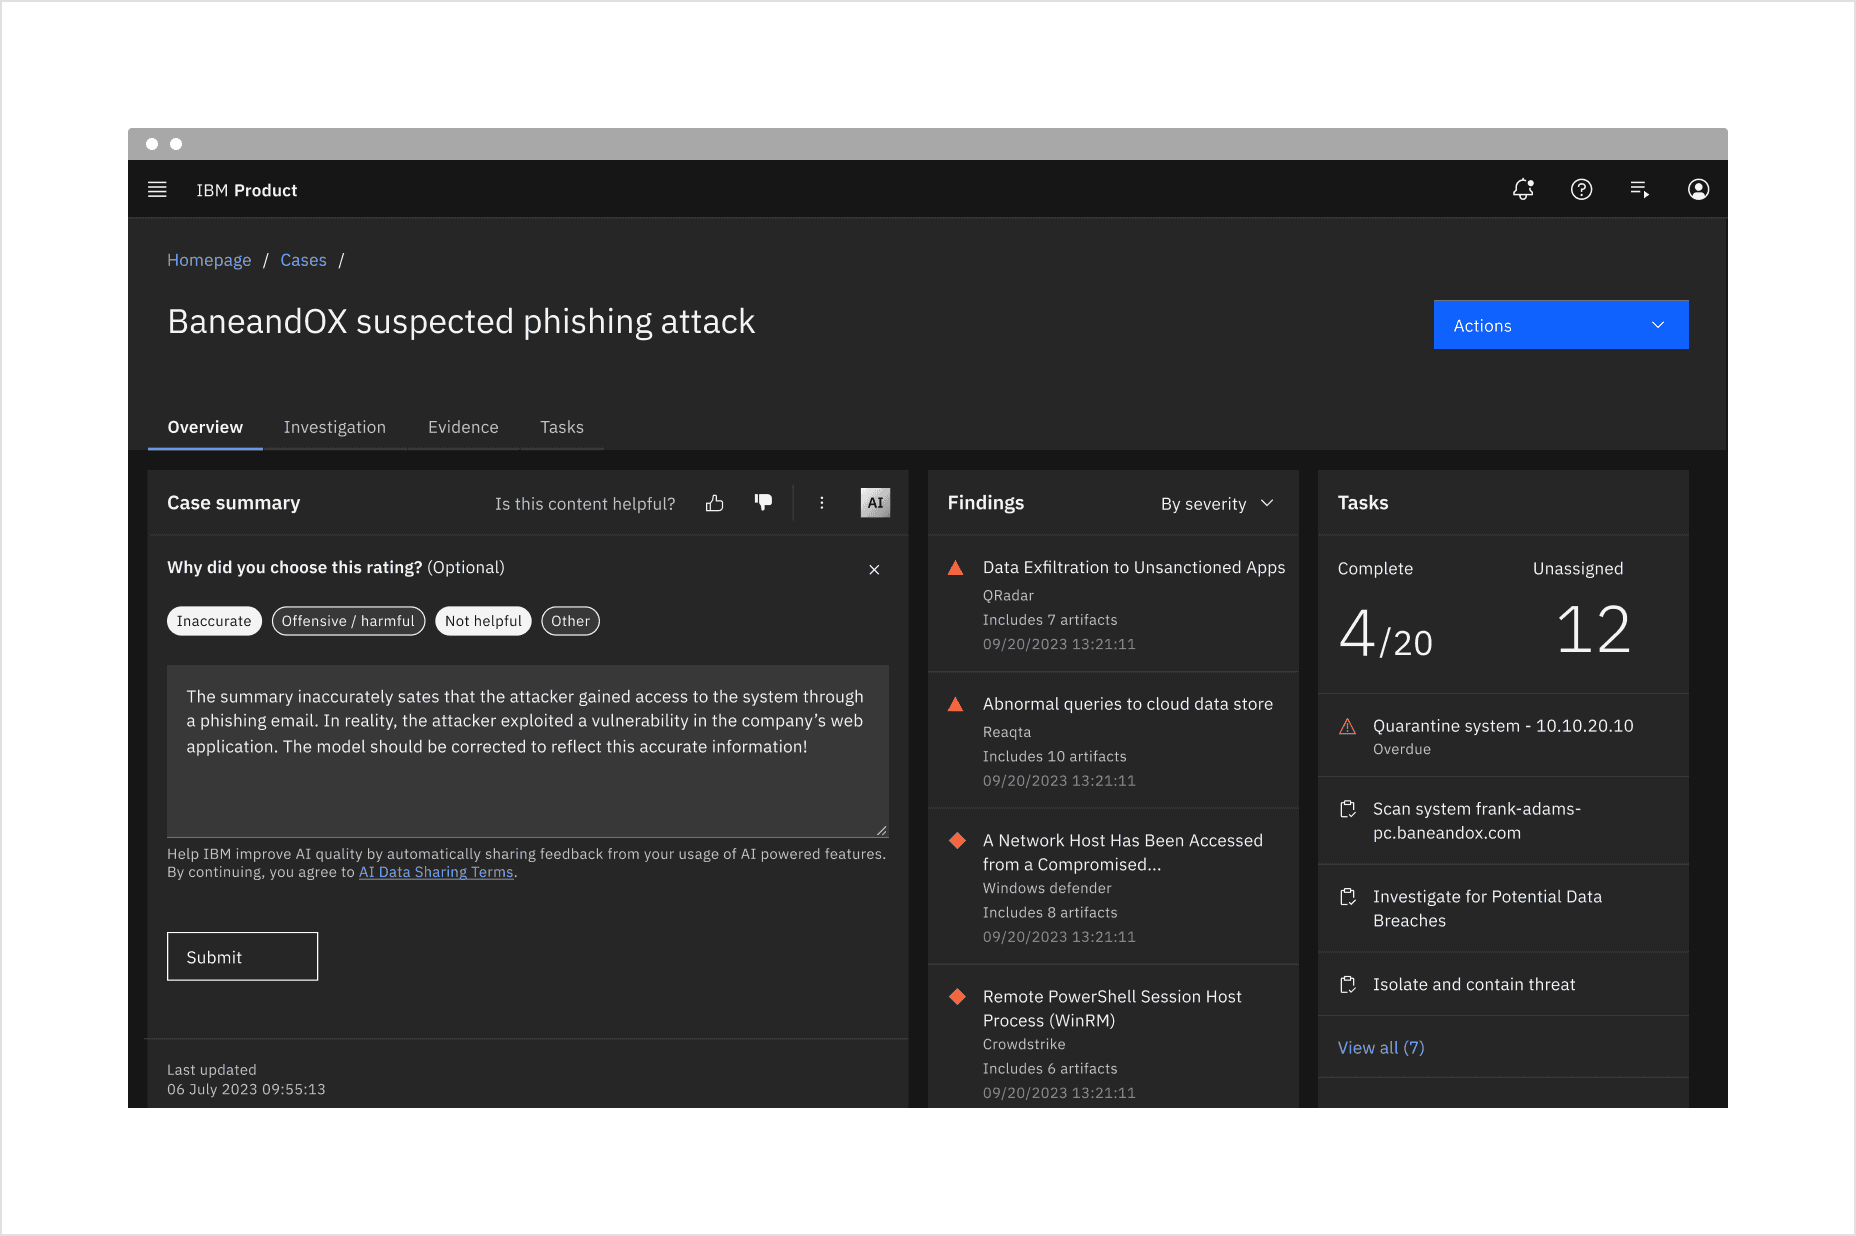 IBM Product
Homepage / Cases /
BaneandOX suspected phishing attack
Actions
Overview
Investigation
Evidence
Tasks
Case summary
Is this content helpful?
AI
Why did you choose this rating? (Optional)
Inaccurate
Offensive / harmful
Not helpful
Other
The summary inaccurately sates that the attacker gained access to the system through
a phishing email. In reality, the attacker exploited a vulnerability in the company’s web
application. The model should be corrected to reflect this accurate information!
Help IBM improve AI quality by automatically sharing feedback from your usage of AI powered features.
By continuing, you agree to AI Data Sharing Terms.
Submit
Last updated
06 July 2023 09:55:13
Findings
By severity
Data Exfiltration to Unsanctioned Apps
QRadar
Includes 7 artifacts
09/20/2023 13:21:11
Abnormal queries to cloud data store
Reaqta
Includes 10 artifacts
09/20/2023 13:21:11
A Network Host Has Been Accessed
from a Compromised...
Windows defender
Includes 8 artifacts
09/20/2023 13:21:11
Remote PowerShell Session Host
Process (WinRM)
Crowdstrike
Includes 6 artifacts
09/20/2023 13:21:11
Tasks
Complete
4/20
Unassigned
12
Quarantine system - 10.10.20.10
Overdue
Scan system frank-adams-
pc.baneandox.com
Investigate for Potential Data
Breaches
Isolate and contain threat
View all (7)